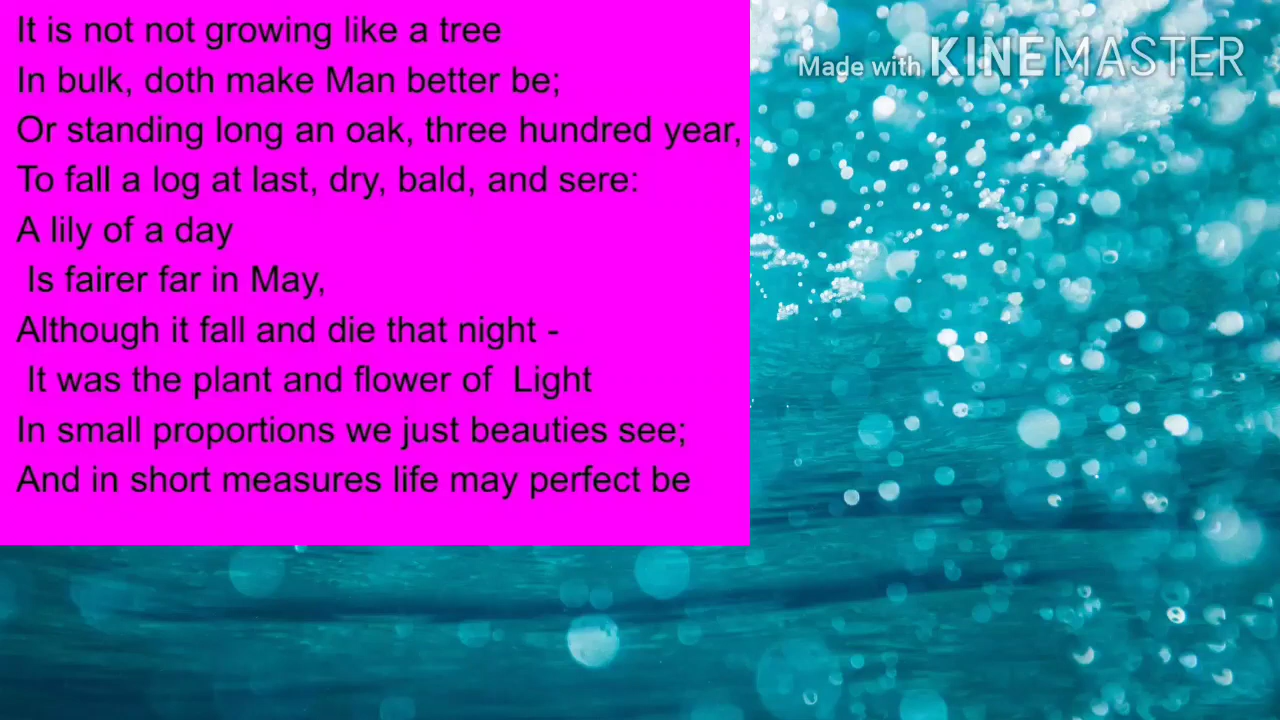 It is not not growing like a tree
In bulk, doth make Man better be;
Or standing long an oak, three hundred year,
To fall a log at last, dry, bald, and sere:
A lily of a day
Is fairer far in May,
Although it fall and die that night -
It was the plant and flower of Light
In small proportions we just beauties see;
And in short measures life may perfect be
Made with KINEMASTER